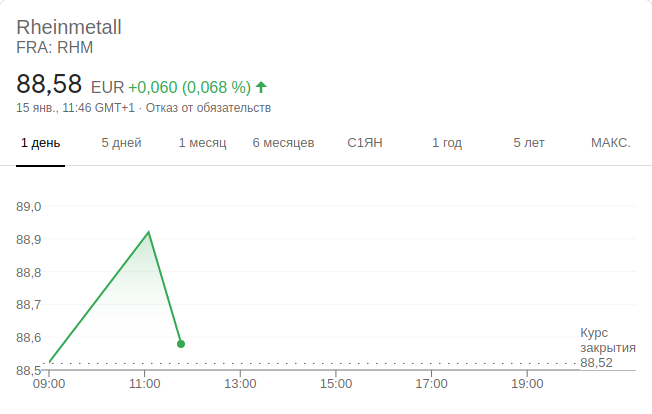 Rheinmetall
FRA: RHM
88,58 EUR +0,060 (0,068 %)
15 янв., 11:46 GMT+1 · Отказ от обязательств
1 день 5 дней 1 месяц 6 месяцев С1ЯН 1 год 5 лет МАКС.
89,0
88,9
88,8
88,7
88,6
88,5
Курс
закрытия
88,52
09:00 11:00 13:00 15:00 17:00 19:00